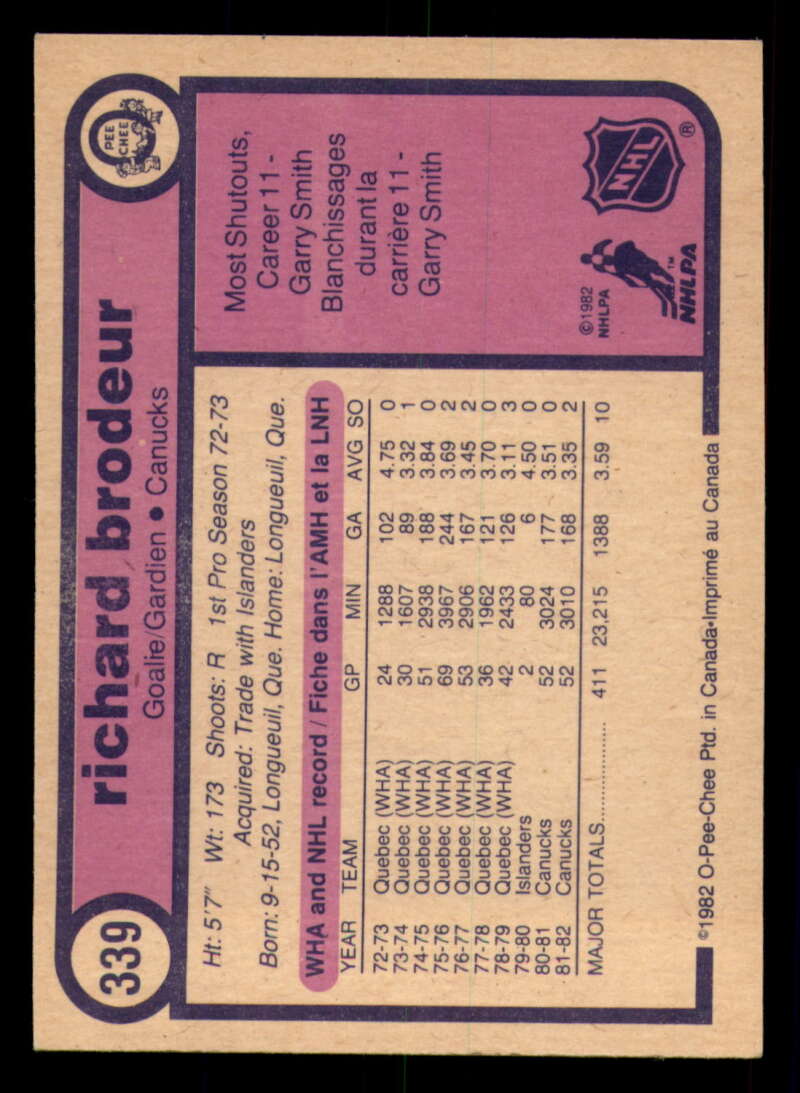 339
richard brodeur
Goalie/Gardien • Canucks
O
PEE
CHEE
Ht: 5'7" Wt: 173 Shoots: R 1st Pro Season 72-73
Acquired: Trade with Islanders
Born: 9-15-52, Longueuil, Que. Home: Longueuil, Que.
WHA and NHL record / Fiche dans l'AMH et la LNH
YEAR TEAM GP MIN GA AVG SO
72-73 Quebec (WHA) 24 1288 102 4.75 0
73-74 Quebec (WHA) 30 1607 89 3.32 1
74-75 Quebec (WHA) 51 2938 188 3.84 0
75-76 Quebec (WHA) 69 3967 244 3.69 2
76-77 Quebec (WHA) 53 2906 167 3.45 2
77-78 Quebec (WHA) 36 1962 121 3.70 0
78-79 Quebec (WHA) 42 2433 126 3.11 3
79-80 Islanders 2 80 6 4.50 0
80-81 Canucks 52 3024 177 3.51 0
81-82 Canucks 52 3010 168 3.35 2
MAJOR TOTALS.................... 411 23,215 1388 3.59 10
Most Shutouts,
Career 11 -
Garry Smith
Blanchissages
durant la
carrière 11 -
Garry Smith
©1982
NHLPA
NHLPA
TM
NHL
®
©1982 O-Pee-Chee Ptd. in Canada•Imprimé au Canada